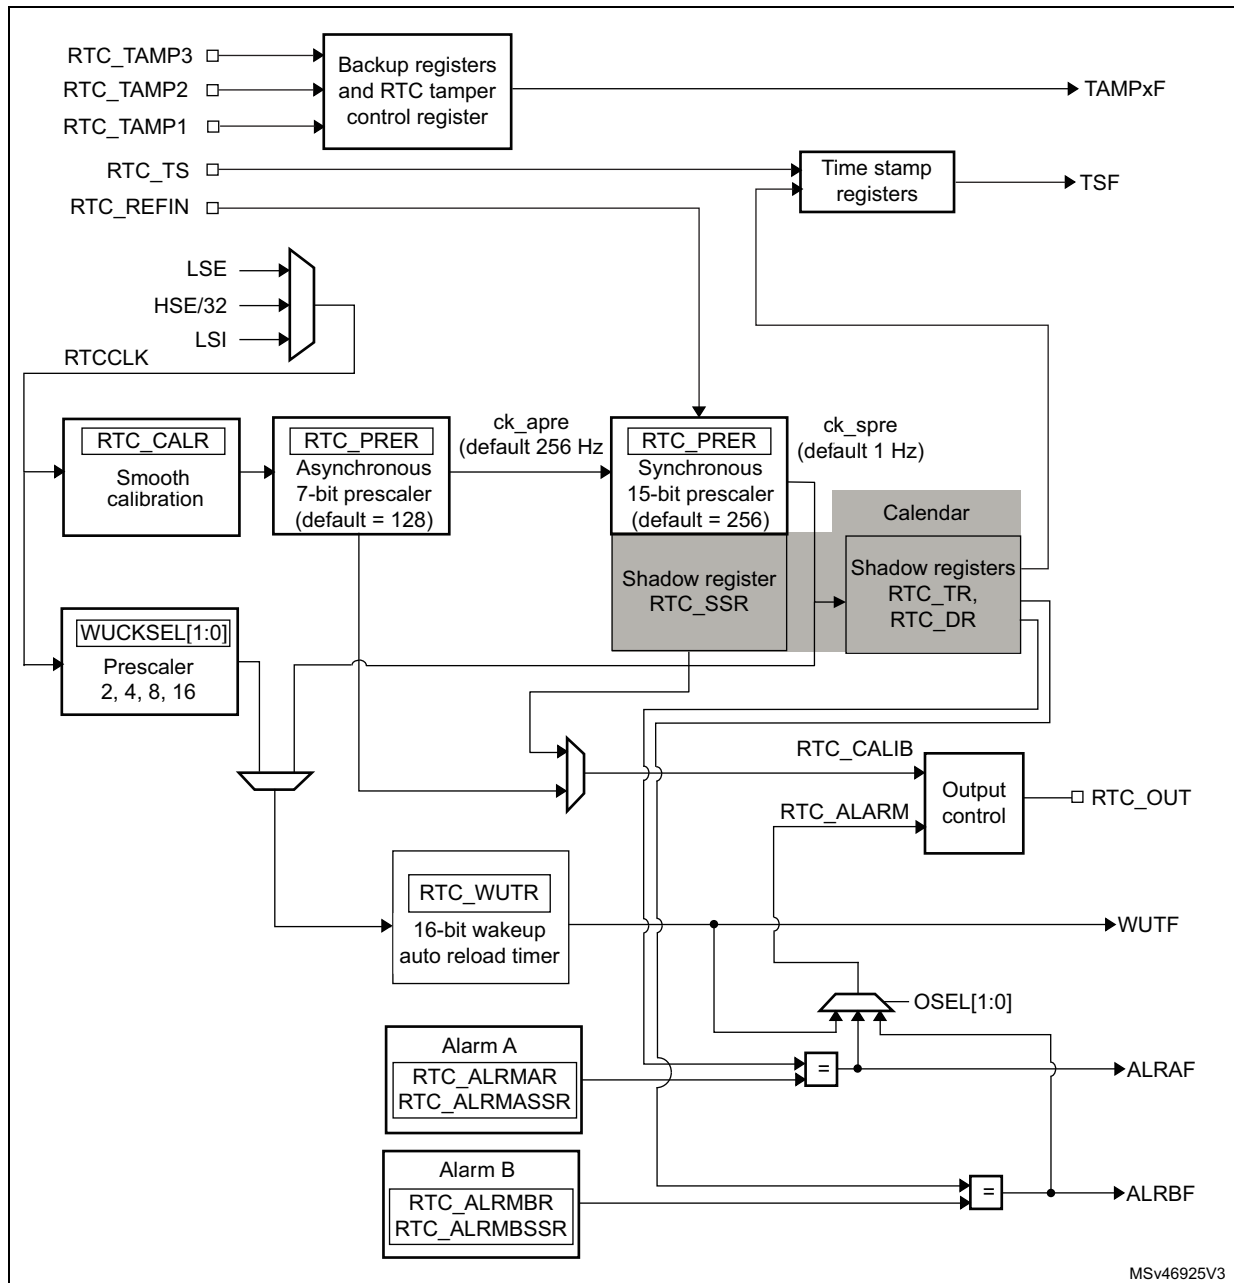 RTC_TAMP3
RTC_TAMP2
RTC_TAMP1
Backup registers
and RTC tamper
control register
TAMPxF
RTC_TS
RTC_REFIN
Time stamp
registers
TSF
LSE
HSE/32
LSI
RTCCLK
RTC_CALR
Smooth
calibration
RTC_PRER
Asynchronous
7-bit prescaler
(default = 128)
ck_apre
(default 256 Hz
RTC_PRER
Synchronous
15-bit prescaler
(default = 256)
ck_spre
(default 1 Hz)
Calendar
Shadow register
RTC_SSR
Shadow registers
RTC_TR,
RTC_DR
WUCKSEL[1:0]
Prescaler
2, 4, 8, 16
RTC_CALIB
RTC_ALARM
Output
control
RTC_OUT
RTC_WUTR
16-bit wakeup
auto reload timer
WUTF
OSEL[1:0]
Alarm A
RTC_ALRMAR
RTC_ALRMASSR
=
ALRAF
Alarm B
RTC_ALRMBR
RTC_ALRMBSSR
=
ALRBF
MSv46925V3